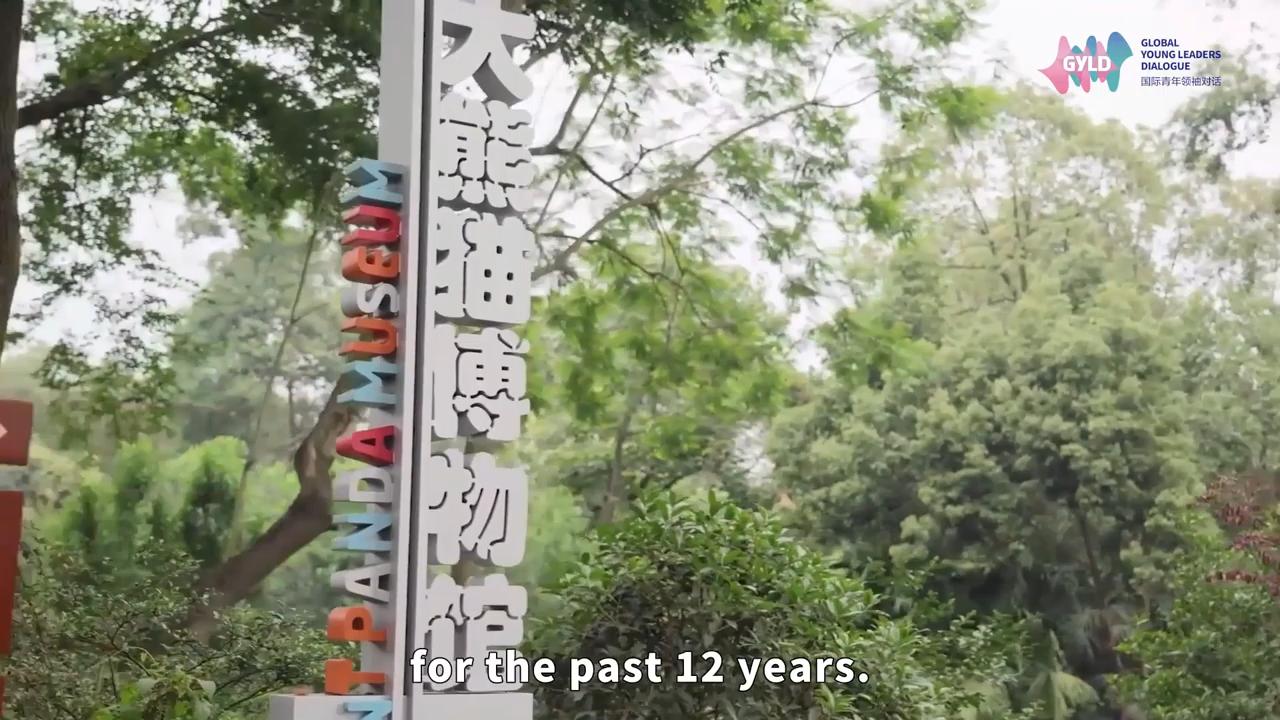 大熊猫博物馆
NT PANDA MUSEUM
GYLD
GLOBAL
YOUNG LEADERS
DIALOGUE
国际青年领袖对话
for the past 12 years.